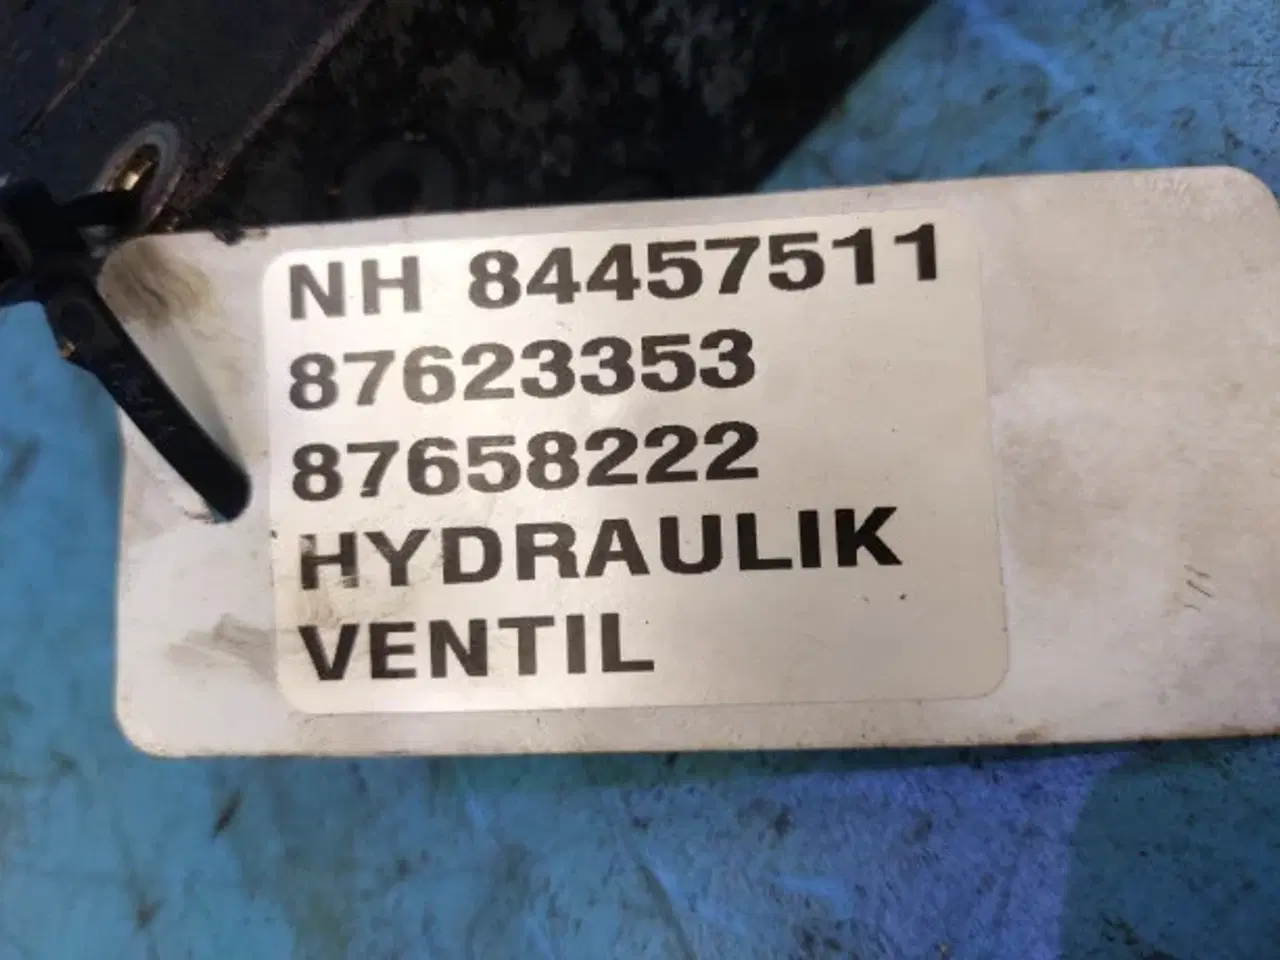 NH 84457511
87623353
87658222
HYDRAULIK
VENTIL